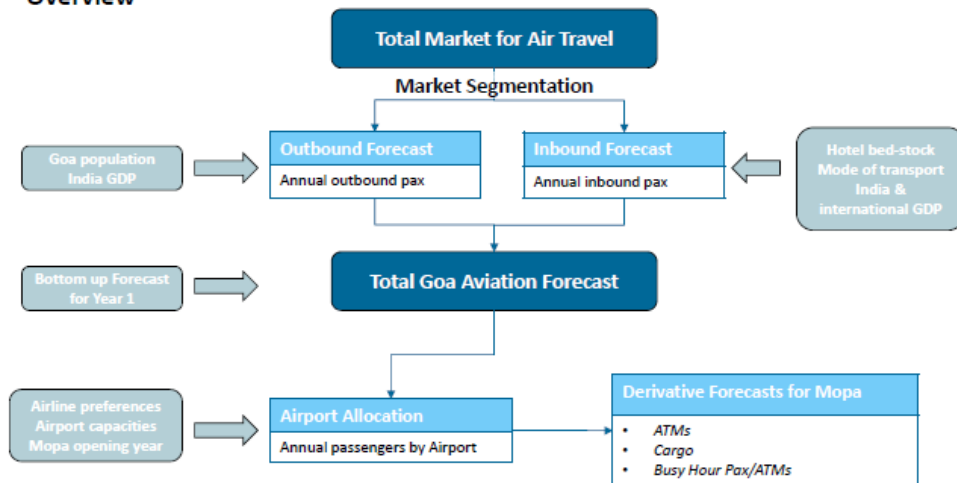 Overview
Total Market for Air Travel
Market Segmentation
Outbound Forecast
Annual outbound pax
Inbound Forecast
Annual inbound pax
Goa population
India GDP
Hotel bed-stock
Mode of transport
India &
international GDP
Bottom up Forecast
for Year 1
Total Goa Aviation Forecast
Airline preferences
Airport capacities
Mopa opening year
Airport Allocation
Annual passengers by Airport
Derivative Forecasts for Mopa
• ATMs
• Cargo
• Busy Hour Pax/ATMs